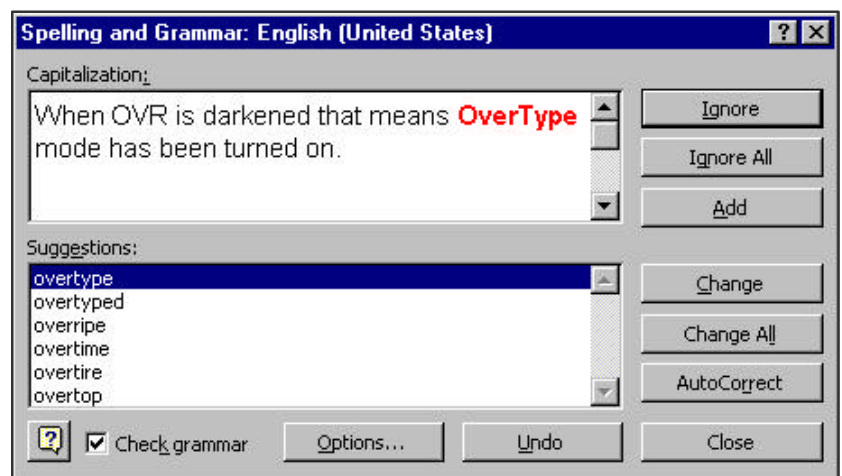 Spelling and Grammar: English (United States)
Capitalization:
When OVR is darkened that means OverType
mode has been turned on.
Ignore
Ignore All
Add
Suggestions:
overtype
overtyped
overripe
overtime
overtire
overtop
Change
Change All
AutoCorrect
Check grammar
Options...
Undo
Close